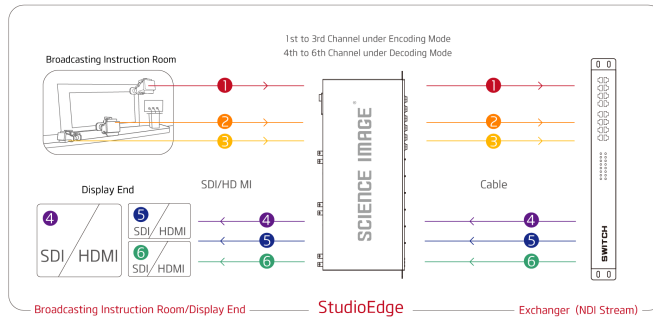 1st to 3rd Channel under Encoding Mode
4th to 6th Channel under Decoding Mode
Broadcasting Instruction Room
1
1
2
2
3
3
SCIENCE IMAGE
®
SDI/HD MI
Cable
Display End
4
SDI/HDMI
5
SDI/HDMI
6
SDI/HDMI
4
4
5
5
6
6
SWITCH
Broadcasting Instruction Room/Display End
StudioEdge
Exchanger (NDI Stream)